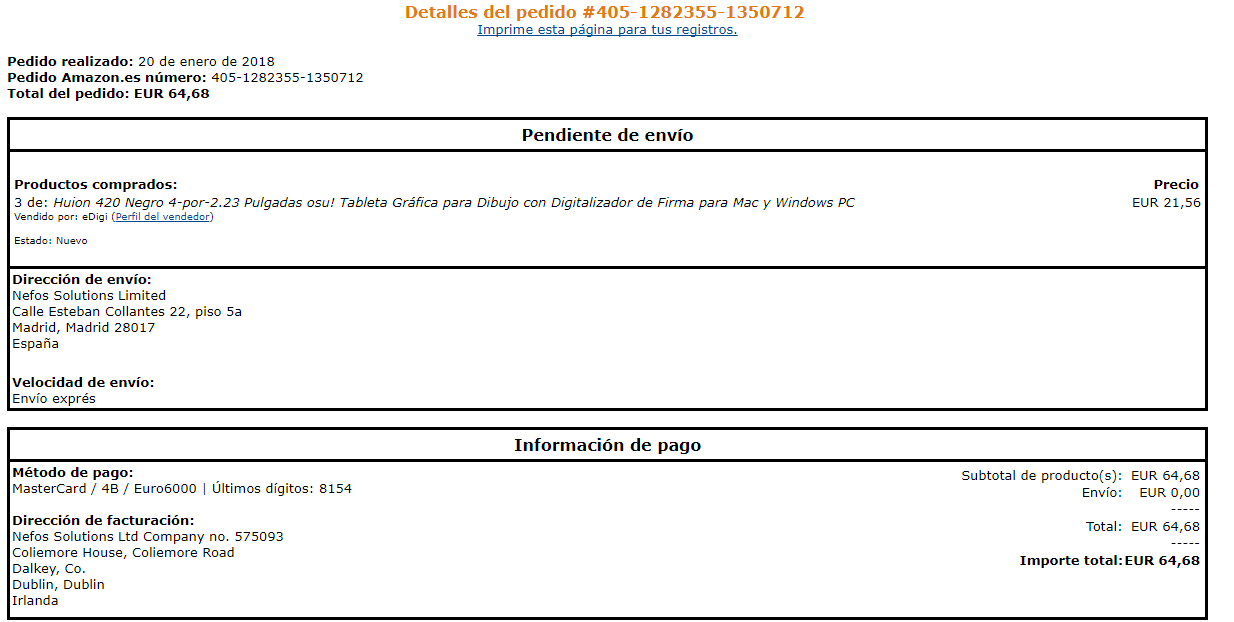 Detalles del pedido #405-1282355-1350712
Imprime esta página para tus registros.
Pedido realizado: 20 de enero de 2018
Pedido Amazon.es número: 405-1282355-1350712
Total del pedido: EUR 64,68
Pendiente de envío
Productos comprados: Precio
3 de: Huion 420 Negro 4-por-2.23 Pulgadas osu! Tableta Gráfica para Dibujo con Digitalizador de Firma para Mac y Windows PC EUR 21,56
Vendido por: eDigi (Perfil del vendedor)
Estado: Nuevo
Dirección de envío:
Nefos Solutions Limited
Calle Esteban Collantes 22, piso 5a
Madrid, Madrid 28017
España
Velocidad de envío:
Envío exprés
Información de pago
Método de pago:
MasterCard / 4B / Euro6000 | Últimos dígitos: 8154
Dirección de facturación:
Nefos Solutions Ltd Company no. 575093
Coliemore House, Coliemore Road
Dalkey, Co.
Dublin, Dublin
Irlanda
Subtotal de producto(s): EUR 64,68
Envío: EUR 0,00
-----
Total: EUR 64,68
-----
Importe total: EUR 64,68